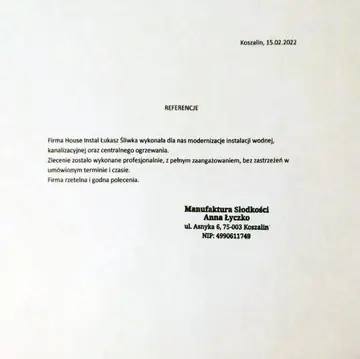 Koszalin, 15.02.2022
REFERENCJE
Firma House Instal Łukasz Śliwka wykonała dla nas modernizacje instalacji wodnej,
kanalizacyjnej oraz centralnego ogrzewania.
Zlecenie zostało wykonane profesjonalnie, z pełnym zaangażowaniem, bez zastrzeżeń w
umówionym terminie i czasie.
Firma rzetelna i godna polecenia.
Manufaktura Słodkości
Anna Łyczko
ul. Asnyka 6, 75-003 Koszalin
NIP: 4990611749